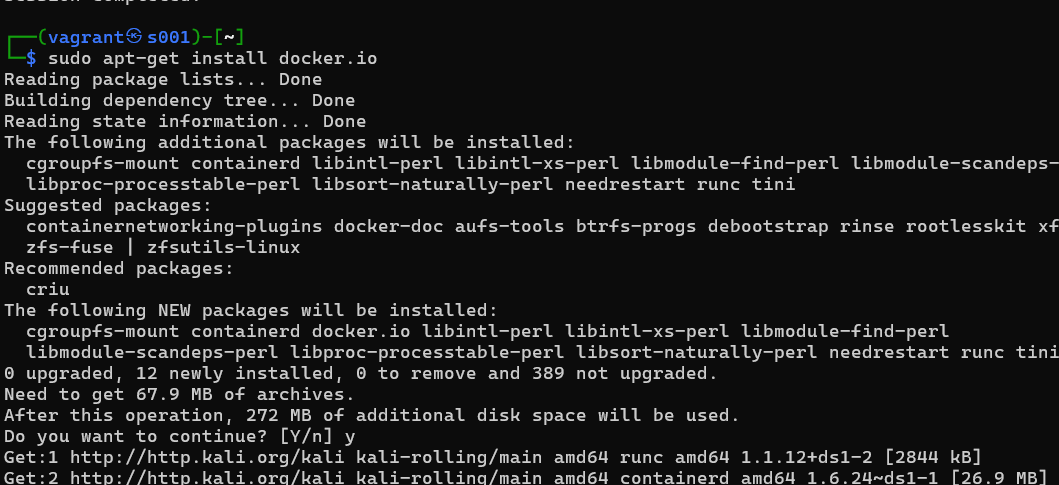 session composed.
┌──(vagrant㉿s001)-[~]
└─$ sudo apt-get install docker.io
Reading package lists... Done
Building dependency tree... Done
Reading state information... Done
The following additional packages will be installed:
  cgroupfs-mount containerd libintl-perl libintl-xs-perl libmodule-find-perl libmodule-scandeps-
  libproc-processtable-perl libsort-naturally-perl needrestart runc tini
Suggested packages:
  containernetworking-plugins docker-doc aufs-tools btrfs-progs debootstrap rinse rootlesskit xf
  zfs-fuse | zfsutils-linux
Recommended packages:
  criu
The following NEW packages will be installed:
  cgroupfs-mount containerd docker.io libintl-perl libintl-xs-perl libmodule-find-perl
  libmodule-scandeps-perl libproc-processtable-perl libsort-naturally-perl needrestart runc tini
0 upgraded, 12 newly installed, 0 to remove and 389 not upgraded.
Need to get 67.9 MB of archives.
After this operation, 272 MB of additional disk space will be used.
Do you want to continue? [Y/n] y
Get:1 http://http.kali.org/kali kali-rolling/main amd64 runc amd64 1.1.12+ds1-2 [2844 kB]
Get:2 http://http.kali.org/kali kali-rolling/main amd64 containerd amd64 1.6.24~ds1-1 [26.9 MB]